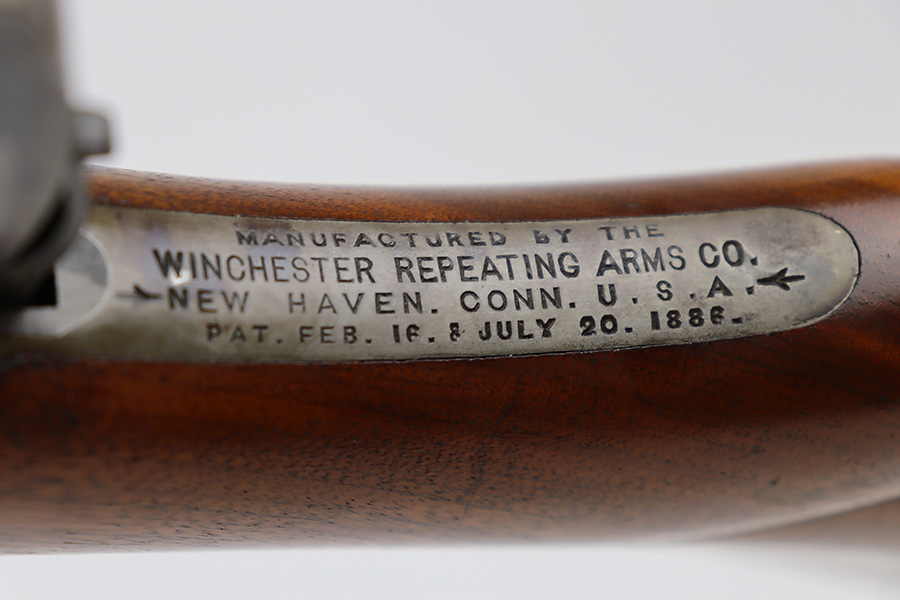 MANUFACTURED BY THE
WINCHESTER REPEATING ARMS CO.
NEW HAVEN. CONN. U. S. A.
PAT. FEB. 16. & JULY 20. 1886.